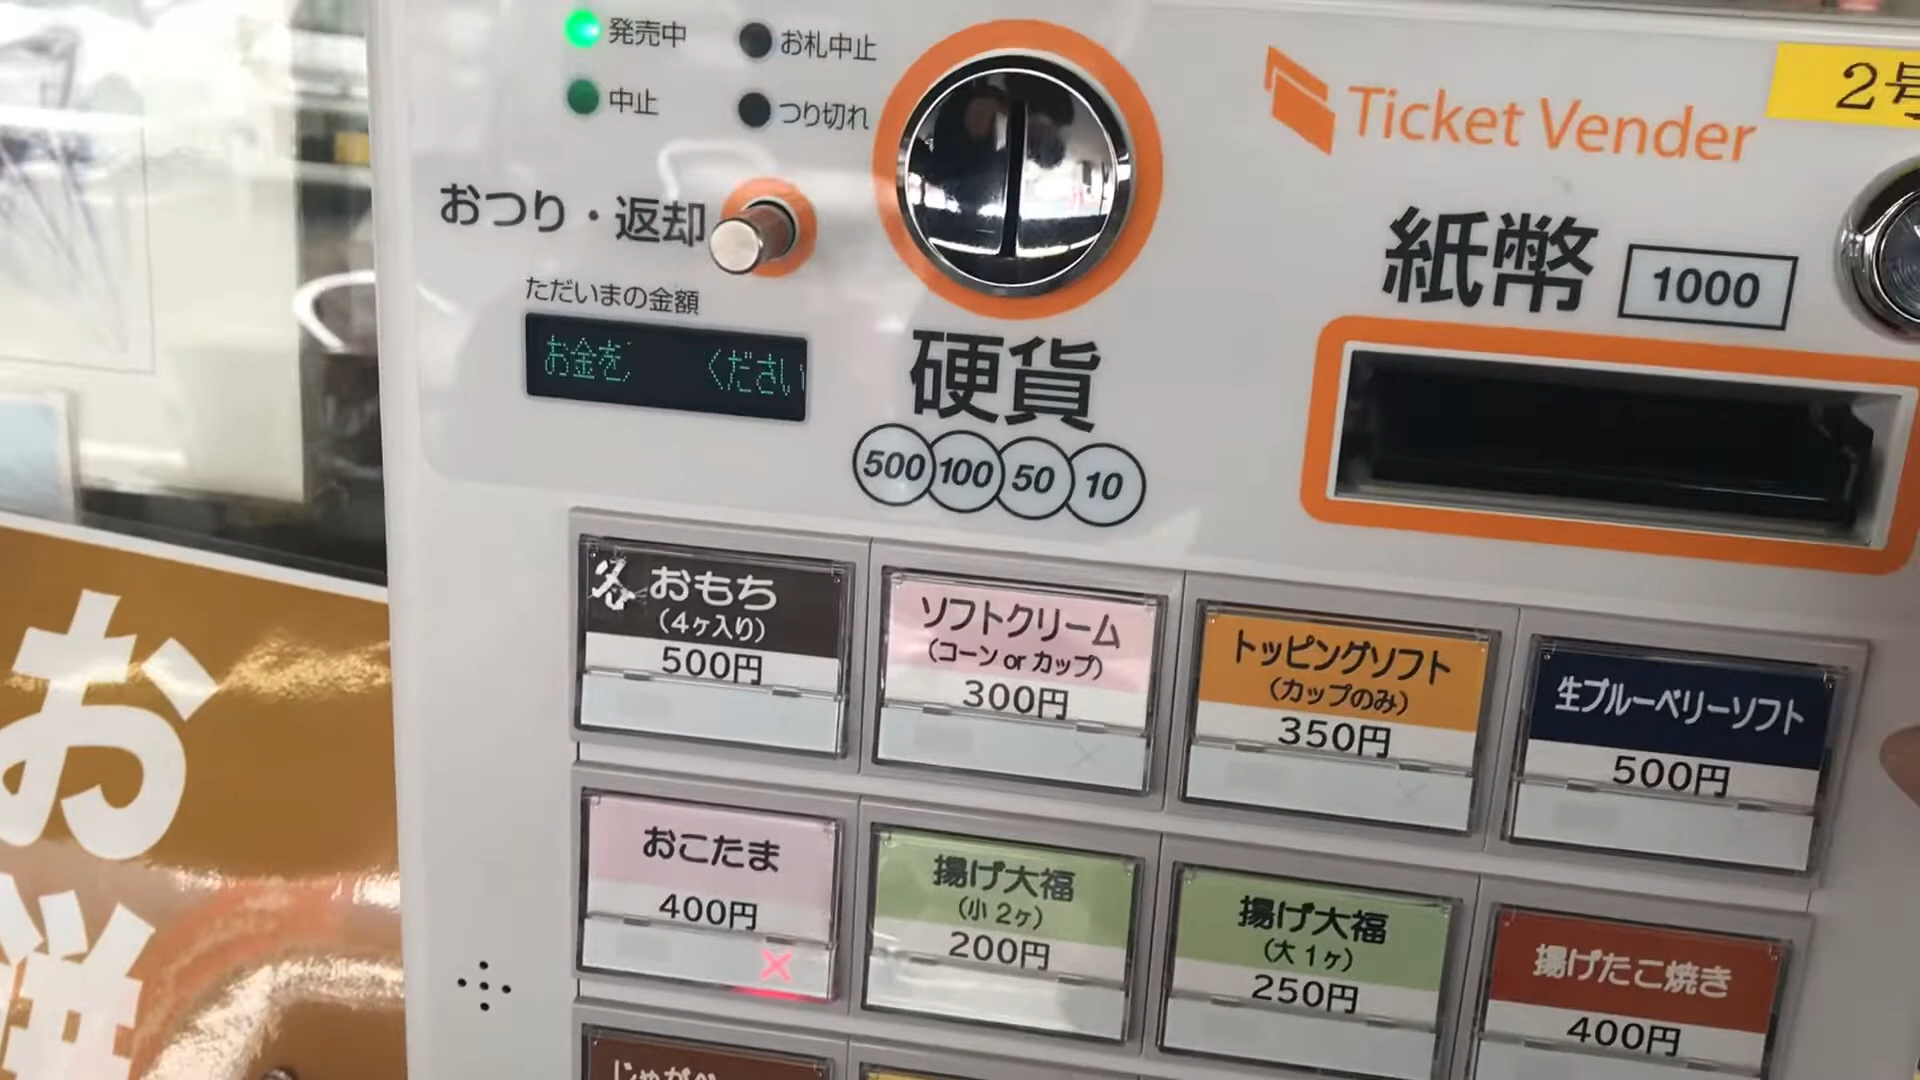 発売中
お札中止
中止
つり切れ
おつり・返却
ただいまの金額
お金を
ください
硬貨
500 100 50 10
Ticket Vender
2号
紙幣 1000
各おもち
(4ヶ入り)
500円
ソフトクリーム
(コーン or カップ)
300円
トッピングソフト
(カップのみ)
350円
生ブルーベリーソフト
500円
おこたま
400円
×
揚げ大福
(小2ヶ)
200円
揚げ大福
(大1ヶ)
250円
揚げたこ焼き
400円
お餅